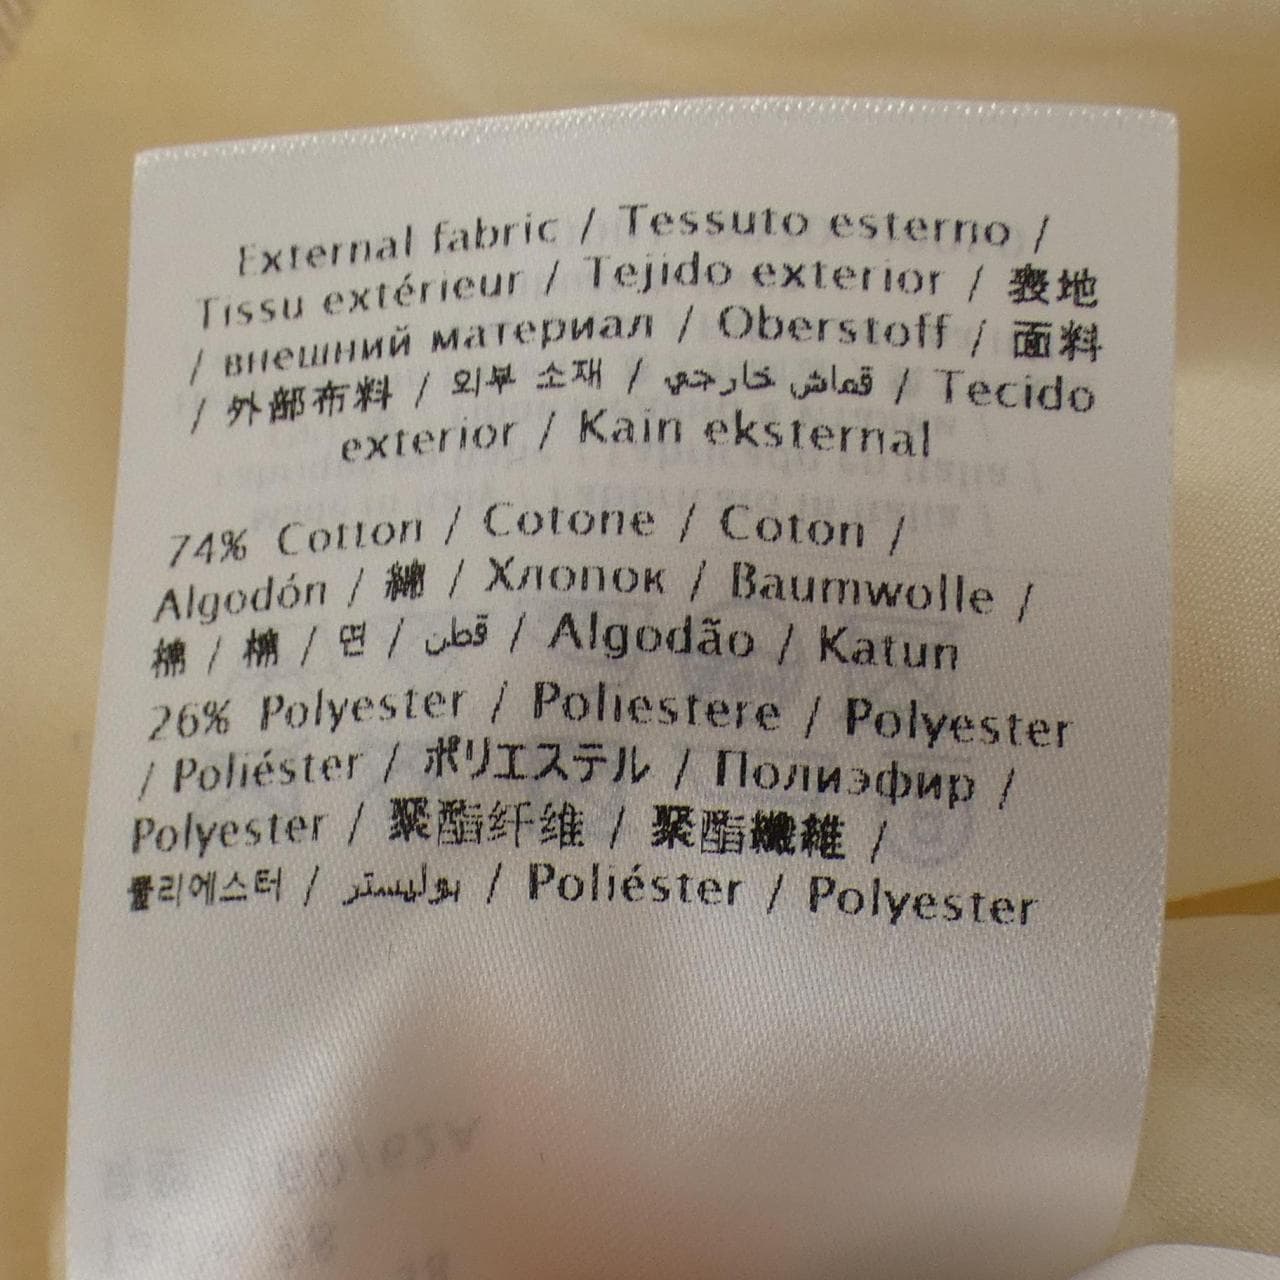 External fabric / Tessuto esterno /
Tissu extérieur / Tejido exterior / 表地
/ внешний материал / Oberstoff / 面料
/ 外部布料 / 외부 소재 / قماش خارجي / Tecido
exterior / Kain eksternal
74% Cotton / Cotone / Coton /
Algodón / 綿 / Хлопок / Baumwolle /
棉 / 棉 / 면 / قطن / Algodão / Katun
26% Polyester / Poliestere / Polyester
/ Poliéster / ポリエステル / Полиэфир /
Polyester / 聚酯纤维 / 聚酯纖維 /
폴리에스터 / بوليستر / Poliéster / Polyester